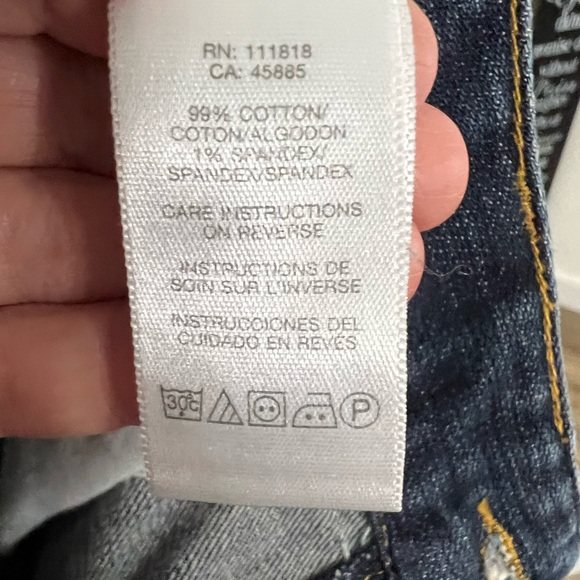 RN: 111818
CA: 45885
99% COTTON/
COTON/ALGODON
1% SPANDEX/
SPANDEX/SPANDEX
CARE INSTRUCTIONS
ON REVERSE
INSTRUCTIONS DE
SOIN SUR L'INVERSE
INSTRUCCIONES DEL
CUIDADO EN REVES
30°C P